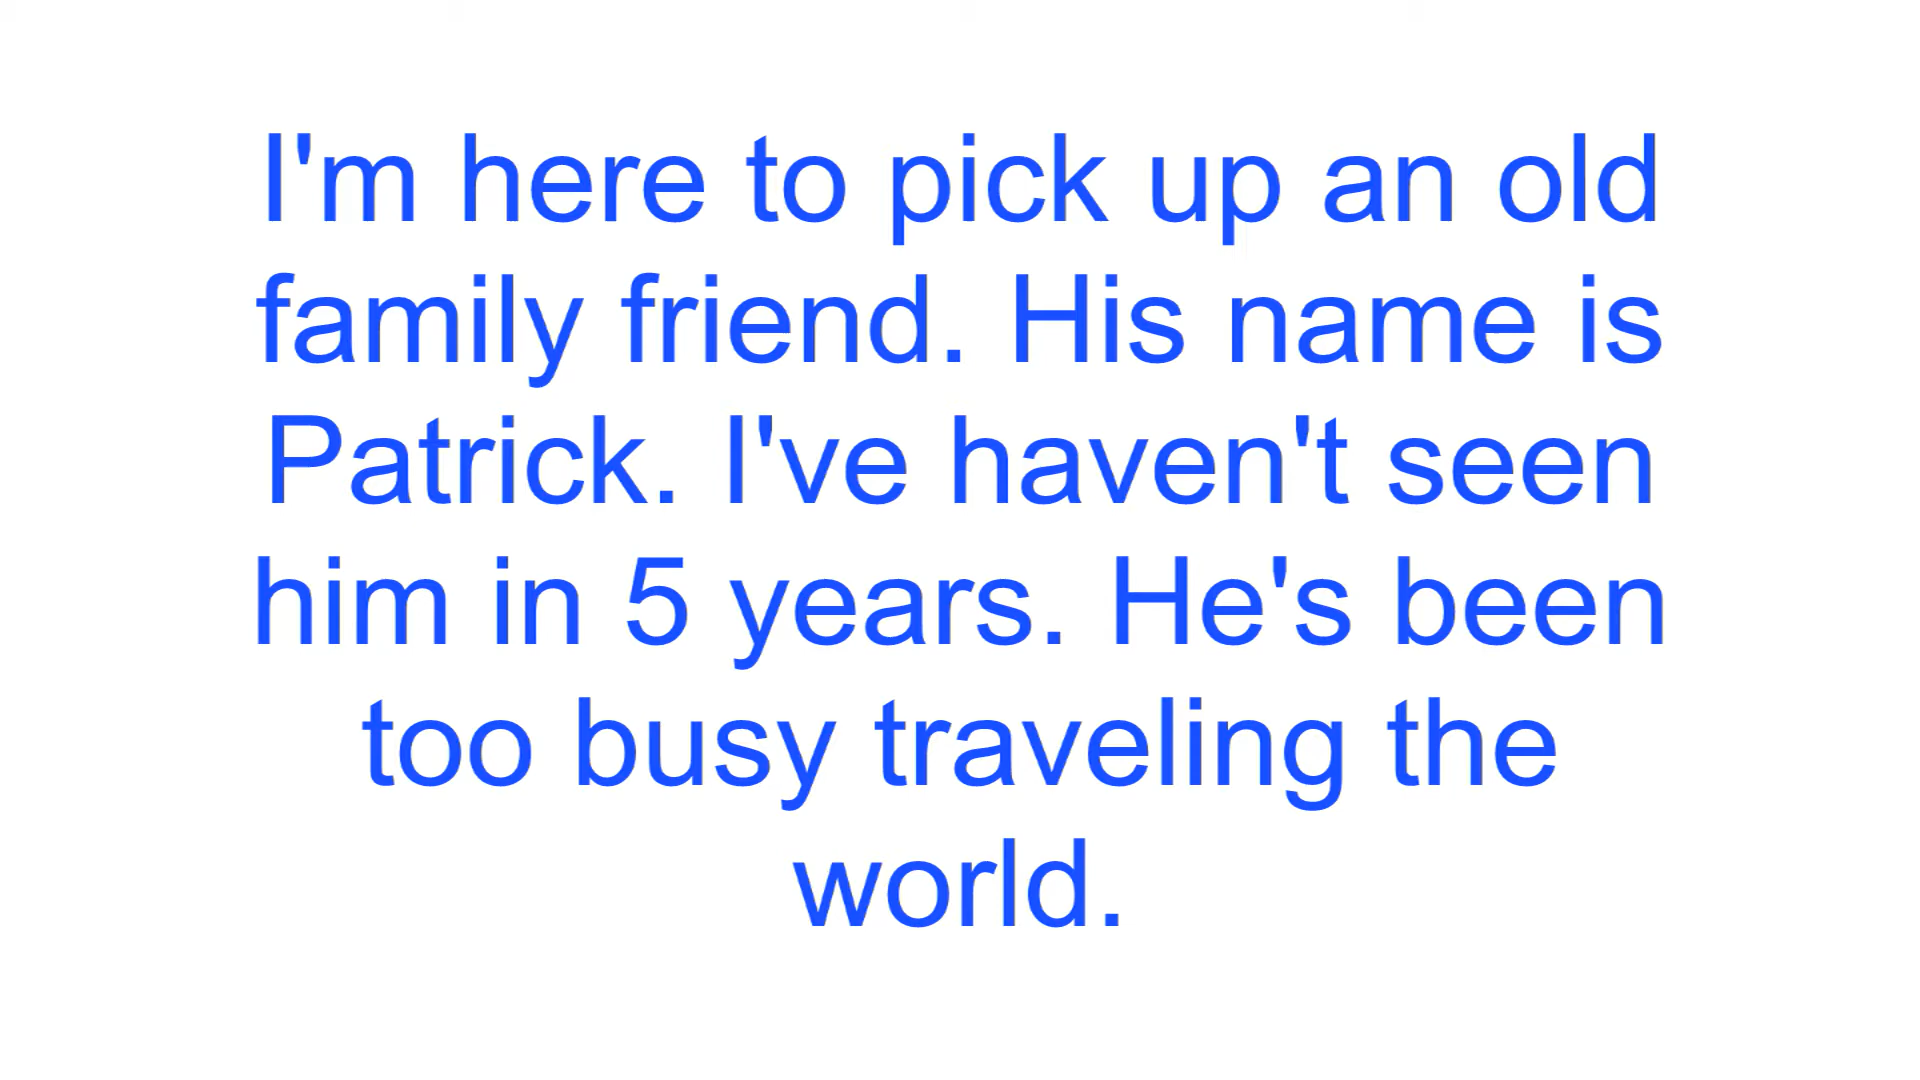 I'm here to pick up an old
family friend. His name is
Patrick. I've haven't seen
him in 5 years. He's been
too busy traveling the
world.